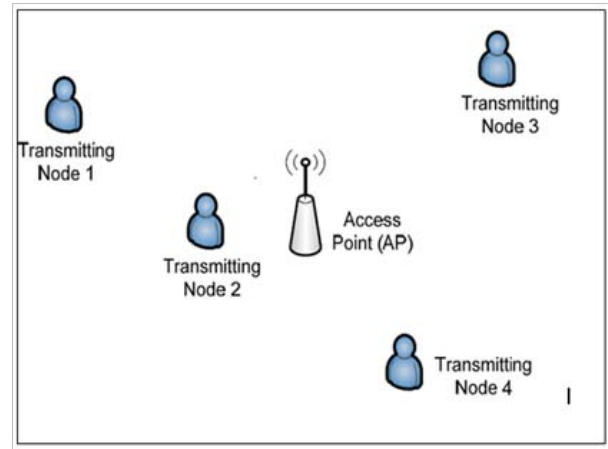 Transmitting
Node 3
Transmitting
Node 1
Access
Point (AP)
Transmitting
Node 2
Transmitting
Node 4
I